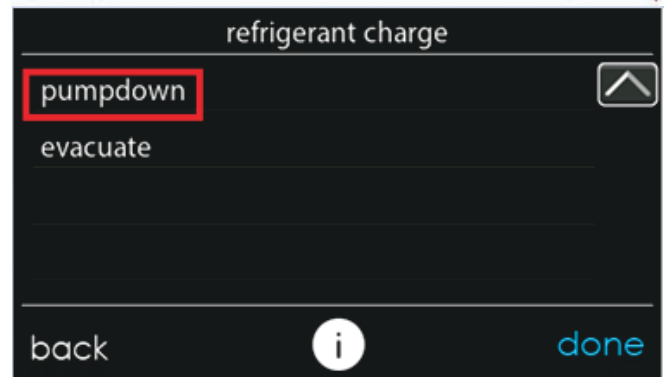 refrigerant charge
pumpdown
evacuate
back i done